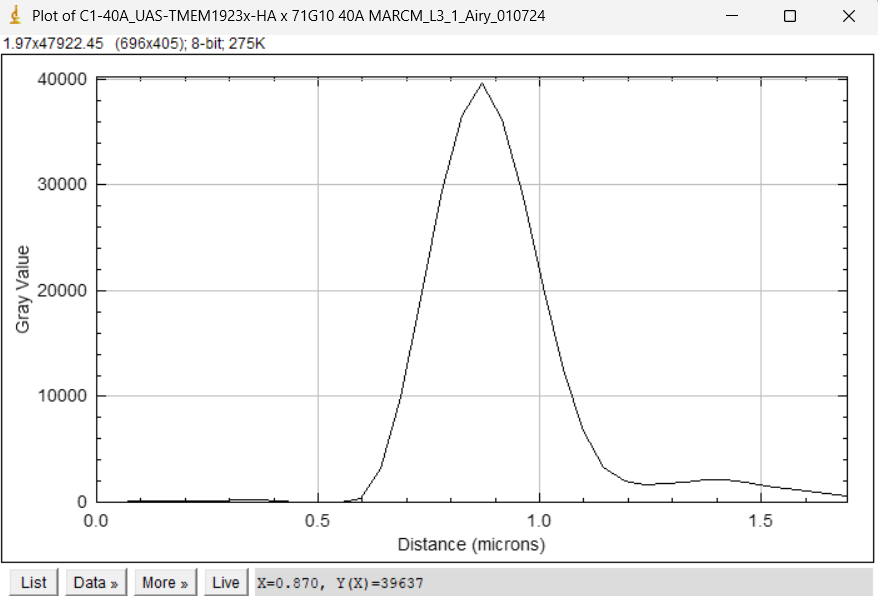 Plot of C1-40A_UAS-TMEM1923x-HA x 71G10 40A MARCM_L3_1_Airy_010724
1.97x47922.45 (696x405); 8-bit; 275K
40000
30000
20000
10000
0
Gray Value
0.0 0.5 1.0 1.5
Distance (microns)
List Data » More » Live X=0.870, Y(X)=39637